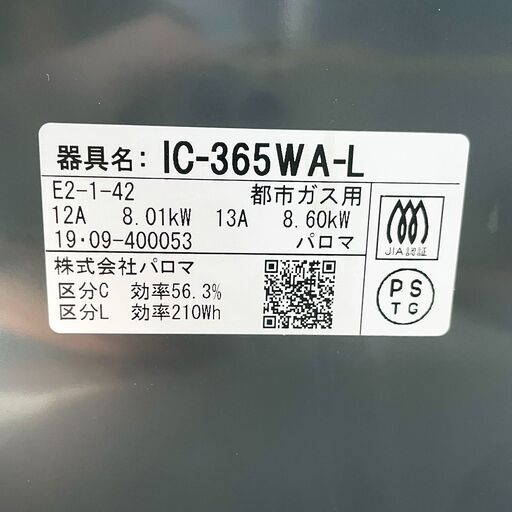 器具名: IC-365WA-L
E2-1-42 都市ガス用
12A 8.01kW 13A 8.60kW
19・09-400053 パロマ
株式会社パロマ
区分C 効率56.3%
区分L 効率210Wh
JIA認証
PS
TG